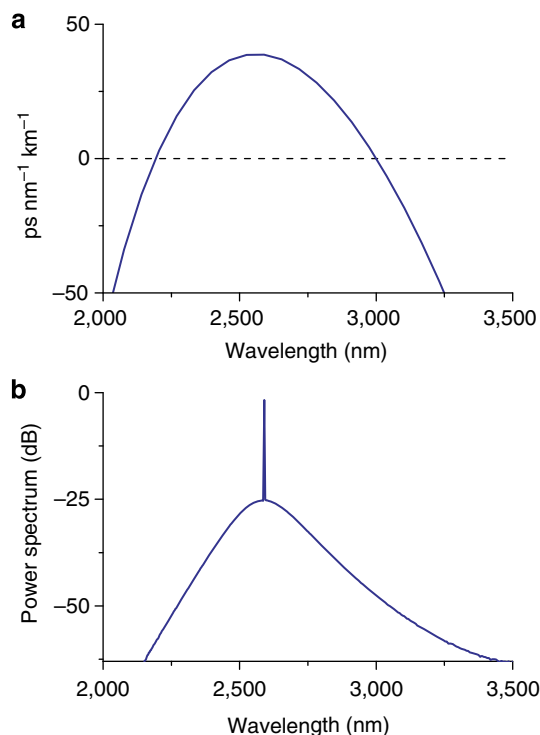 a
50
0
–50
ps nm⁻¹ km⁻¹
2,000 2,500 3,000 3,500
Wavelength (nm)
b
0
–25
–50
Power spectrum (dB)
2,000 2,500 3,000 3,500
Wavelength (nm)